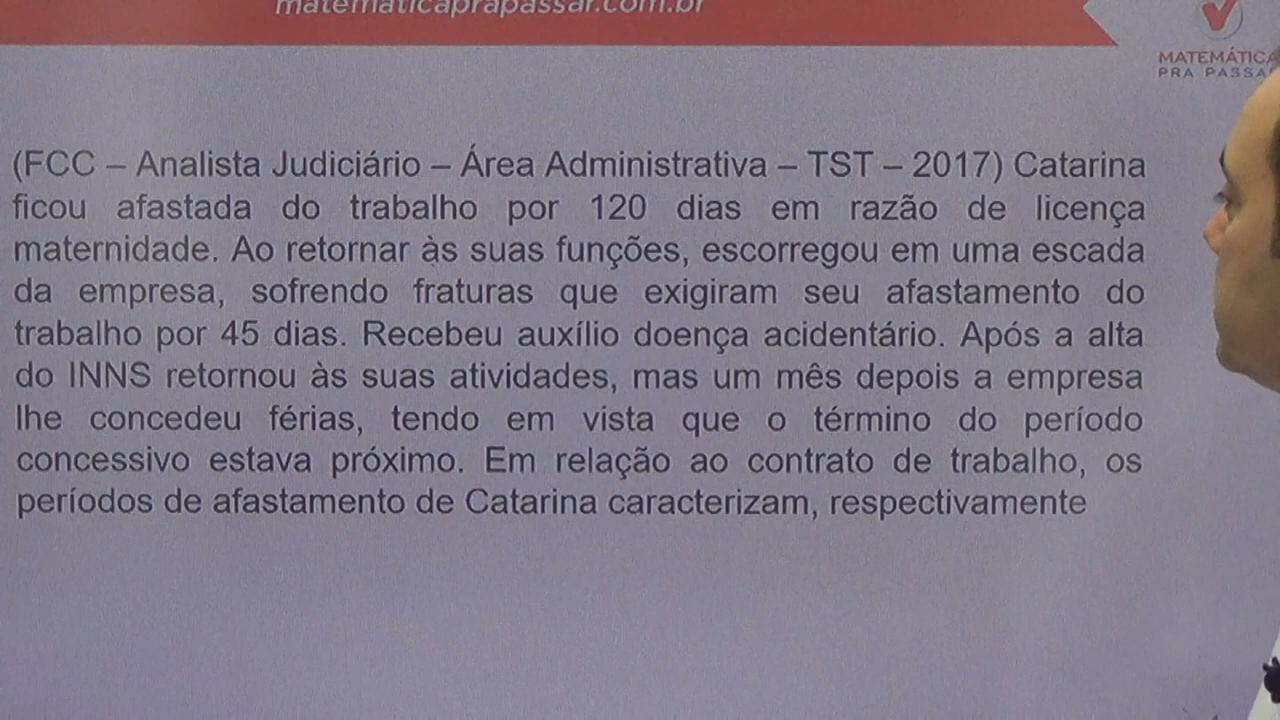 matematicaprapassar.com.br
MATEMÁTICA
PRA PASSA
(FCC – Analista Judiciário – Área Administrativa – TST – 2017) Catarina
ficou afastada do trabalho por 120 dias em razão de licença
maternidade. Ao retornar às suas funções, escorregou em uma escada
da empresa, sofrendo fraturas que exigiram seu afastamento do
trabalho por 45 dias. Recebeu auxílio doença acidentário. Após a alta
do INNS retornou às suas atividades, mas um mês depois a empresa
lhe concedeu férias, tendo em vista que o término do período
concessivo estava próximo. Em relação ao contrato de trabalho, os
períodos de afastamento de Catarina caracterizam, respectivamente